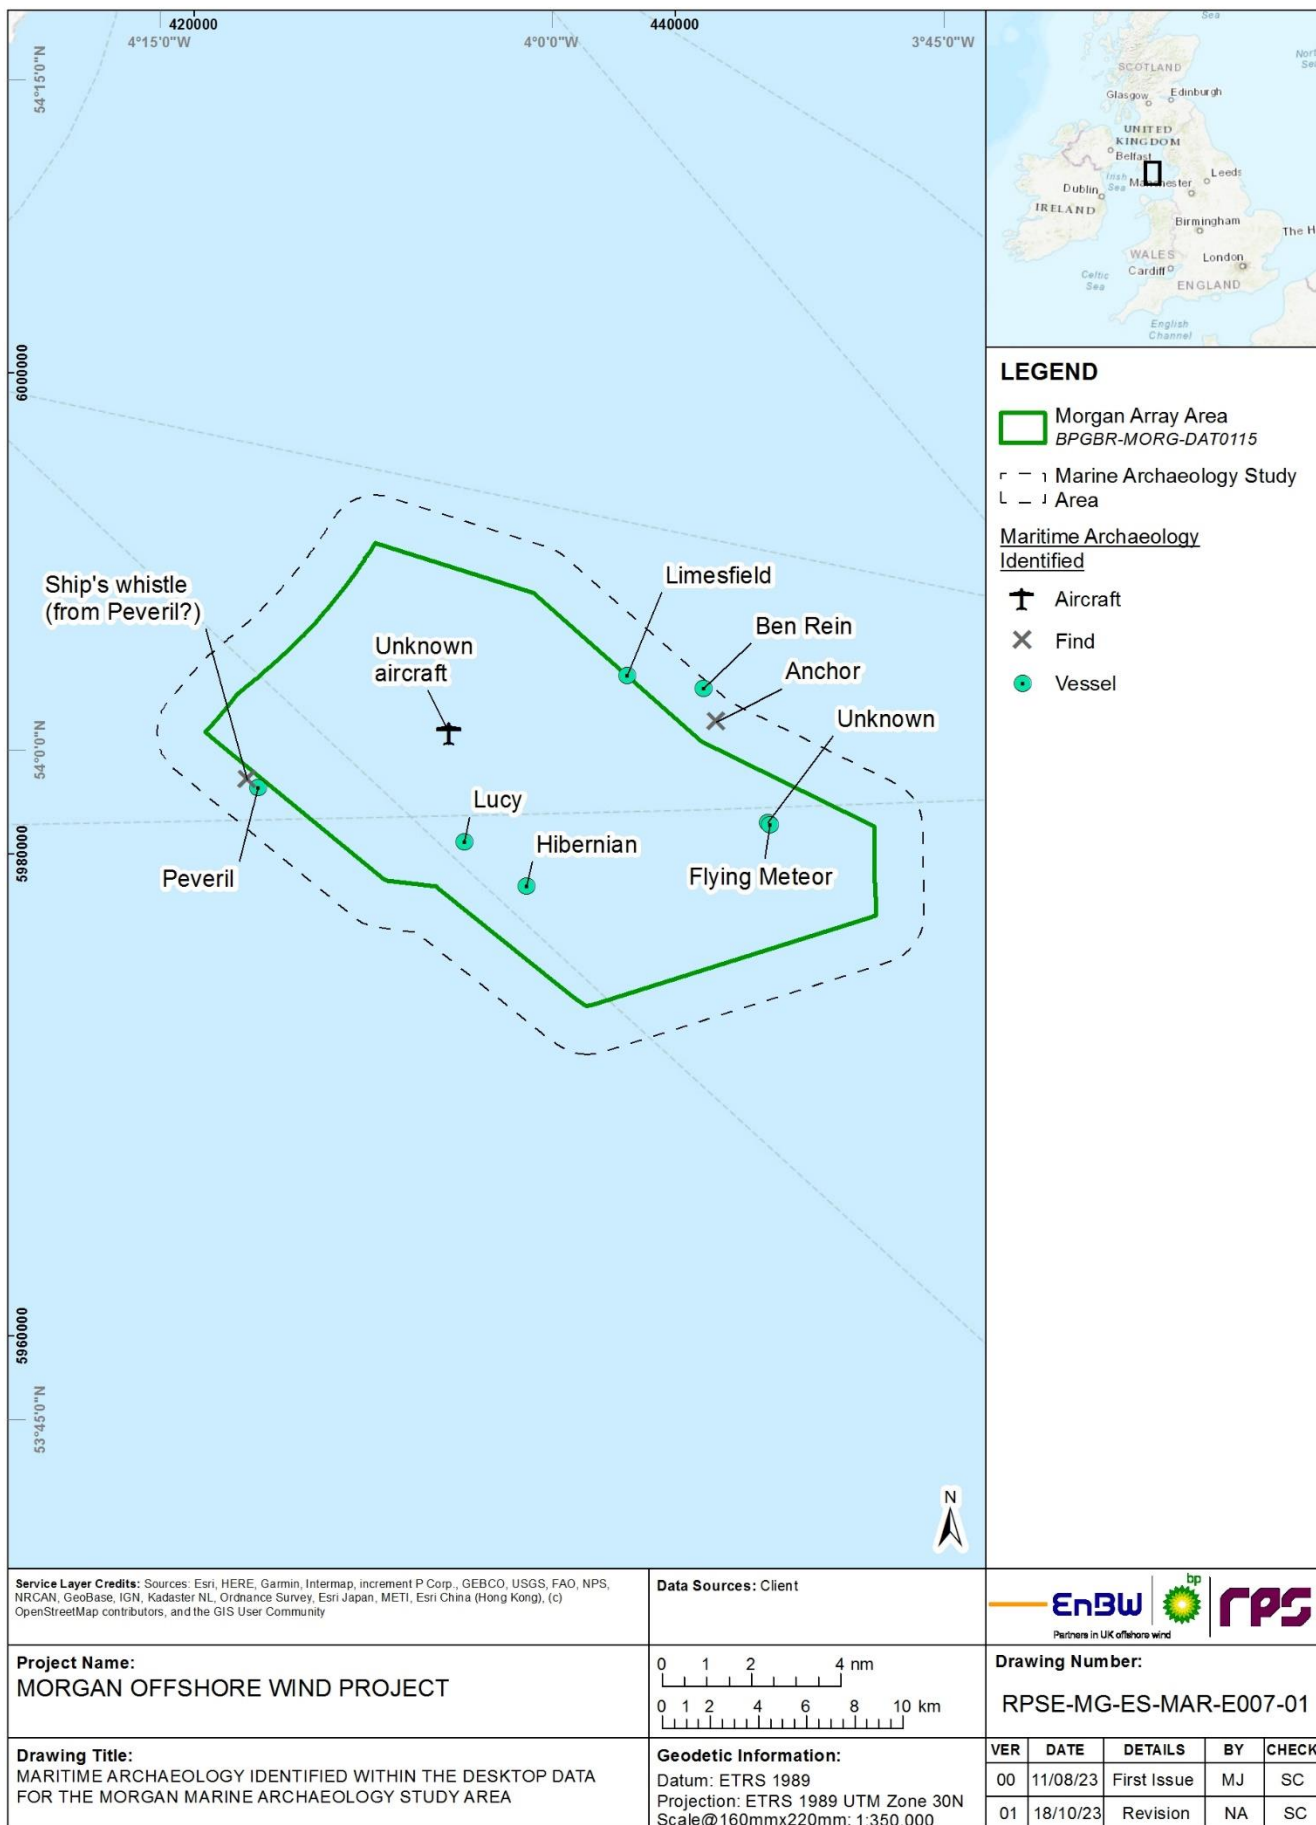 420000
440000
4°15'0"W
4°0'0"W
3°45'0"W
54°15'0"N
6000000
54°0'0"N
5980000
5960000
53°45'0"N
Ship's whistle
(from Peveril?)
Unknown
aircraft
Limesfield
Ben Rein
Anchor
Unknown
Lucy
Hibernian
Peveril
Flying Meteor
N
Sea
SCOTLAND
Glasgow
Edinburgh
UNITED
KINGDOM
Belfast
Irish
Sea
Dublin
IRELAND
Leeds
Birmingham
WALES
Cardiff
London
ENGLAND
Celtic
Sea
English
Channel
LEGEND
Morgan Array Area
BPGBR-MORG-DAT0115
Marine Archaeology Study
Area
Maritime Archaeology
Identified
Aircraft
Find
Vessel
Service Layer Credits: Sources: Esri, HERE, Garmin, Intermap, increment P Corp., GEBCO, USGS, FAO, NPS,
NRCAN, GeoBase, IGN, Kadaster NL, Ordnance Survey, Esri Japan, METI, Esri China (Hong Kong), (c)
OpenStreetMap contributors, and the GIS User Community
Data Sources: Client
EnBW
bp
rps
Partners in UK offshore wind
Project Name:
MORGAN OFFSHORE WIND PROJECT
0 1 2 4 nm
0 1 2 4 6 8 10 km
Drawing Number:
RPSE-MG-ES-MAR-E007-01
Drawing Title:
MARITIME ARCHAEOLOGY IDENTIFIED WITHIN THE DESKTOP DATA
FOR THE MORGAN MARINE ARCHAEOLOGY STUDY AREA
Geodetic Information:
Datum: ETRS 1989
Projection: ETRS 1989 UTM Zone 30N
Scale@160mmx220mm: 1:350,000
VER DATE DETAILS BY CHECK
00 11/08/23 First Issue MJ SC
01 18/10/23 Revision NA SC